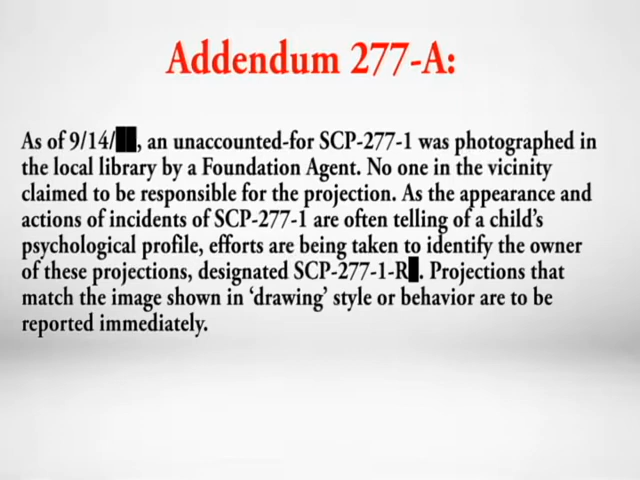 Addendum 277-A:
As of 9/14/██, an unaccounted-for SCP-277-1 was photographed in
the local library by a Foundation Agent. No one in the vicinity
claimed to be responsible for the projection. As the appearance and
actions of incidents of SCP-277-1 are often telling of a child’s
psychological profile, efforts are being taken to identify the owner
of these projections, designated SCP-277-1-R█. Projections that
match the image shown in ‘drawing’ style or behavior are to be
reported immediately.